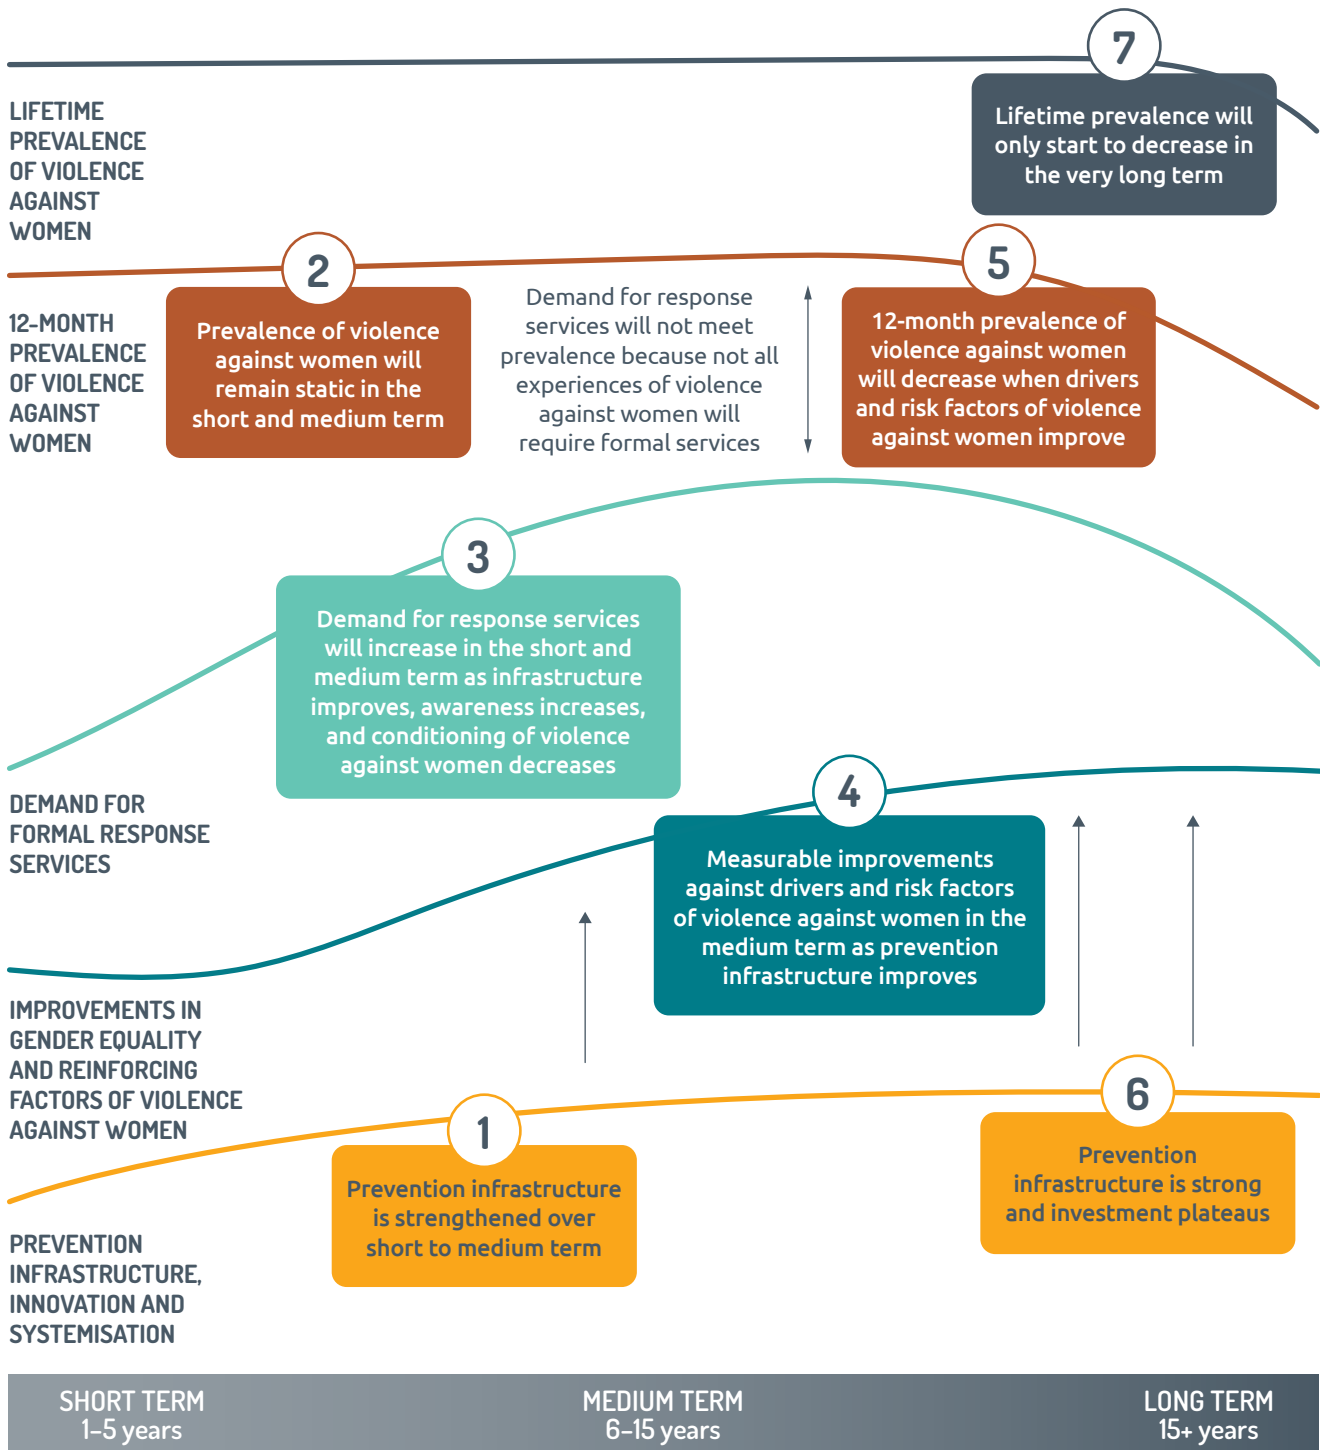 7
Lifetime prevalence will
only start to decrease in
the very long term
LIFETIME
PREVALENCE
OF VIOLENCE
AGAINST
WOMEN
2
Prevalence of violence
against women will
remain static in the
short and medium term
Demand for response
services will not meet
prevalence because not all
experiences of violence
against women will
require formal services
5
12-month prevalence of
violence against women
will decrease when drivers
and risk factors of violence
against women improve
12-MONTH
PREVALENCE
OF VIOLENCE
AGAINST
WOMEN
3
Demand for response services
will increase in the short and
medium term as infrastructure
improves, awareness increases,
and conditioning of violence
against women decreases
DEMAND FOR
FORMAL RESPONSE
SERVICES
4
Measurable improvements
against drivers and risk factors
of violence against women in the
medium term as prevention
infrastructure improves
IMPROVEMENTS IN
GENDER EQUALITY
AND REINFORCING
FACTORS OF VIOLENCE
AGAINST WOMEN
1
Prevention infrastructure
is strengthened over
short to medium term
6
Prevention
infrastructure is strong
and investment plateaus
PREVENTION
INFRASTRUCTURE,
INNOVATION AND
SYSTEMISATION
SHORT TERM
1–5 years
MEDIUM TERM
6–15 years
LONG TERM
15+ years